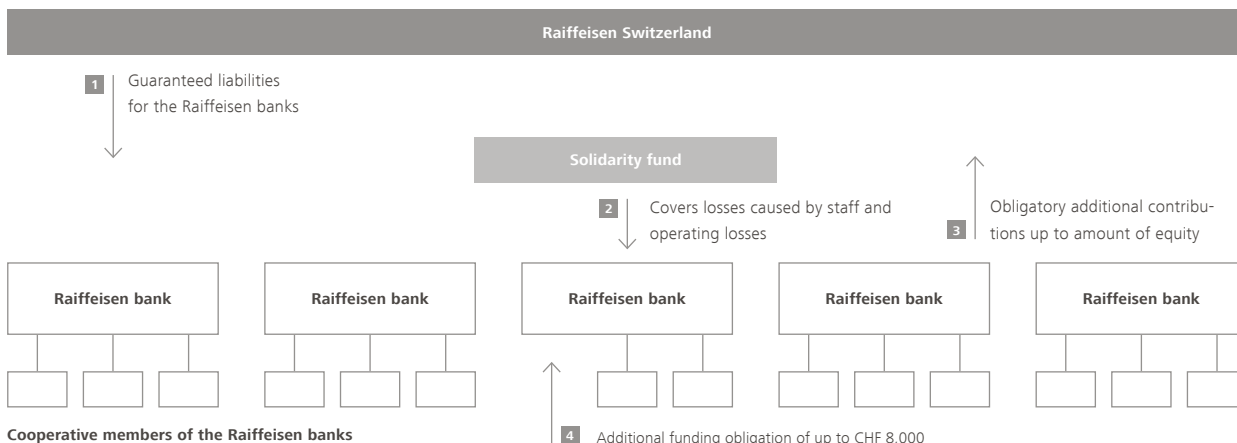 Raiffeisen Switzerland
1
Guaranteed liabilities
for the Raiffeisen banks
Solidarity fund
2
Covers losses caused by staff and
operating losses
3
Obligatory additional contribu-
tions up to amount of equity
Raiffeisen bank
Raiffeisen bank
Raiffeisen bank
Raiffeisen bank
Raiffeisen bank
Cooperative members of the Raiffeisen banks
4
Additional funding obligation of up to CHF 8,000